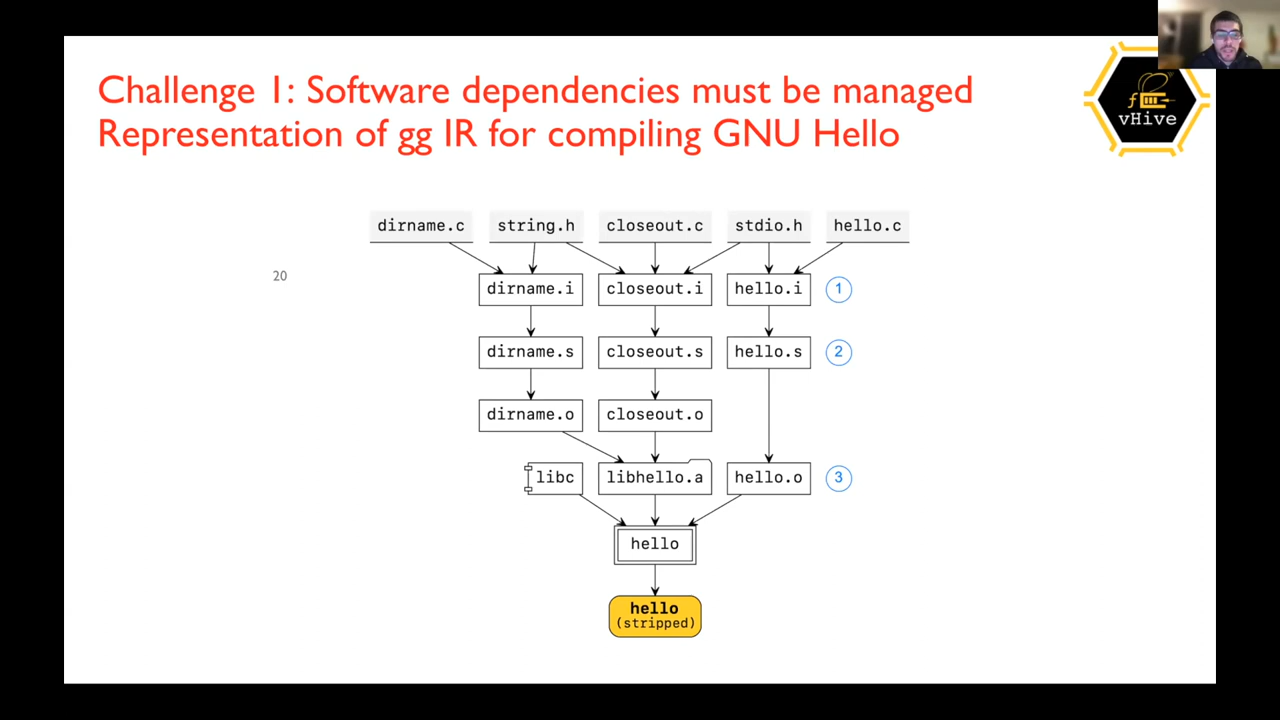 Challenge 1: Software dependencies must be managed
Representation of gg IR for compiling GNU Hello
vHive
dirname.c string.h closeout.c stdio.h hello.c
20
dirname.i closeout.i hello.i 1
dirname.s closeout.s hello.s 2
dirname.o closeout.o
libc libhello.a hello.o 3
hello
hello
(stripped)